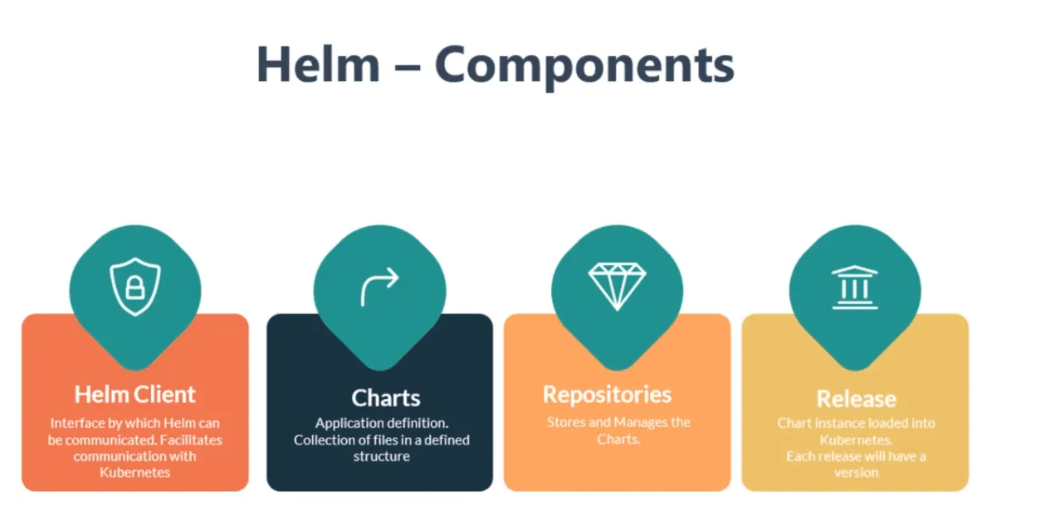 Helm – Components
Helm Client
Interface by which Helm can
be communicated. Facilitates
communication with
Kubernetes
Charts
Application definition.
Collection of files in a defined
structure
Repositories
Stores and Manages the
Charts.
Release
Chart instance loaded into
Kubernetes.
Each release will have a
version